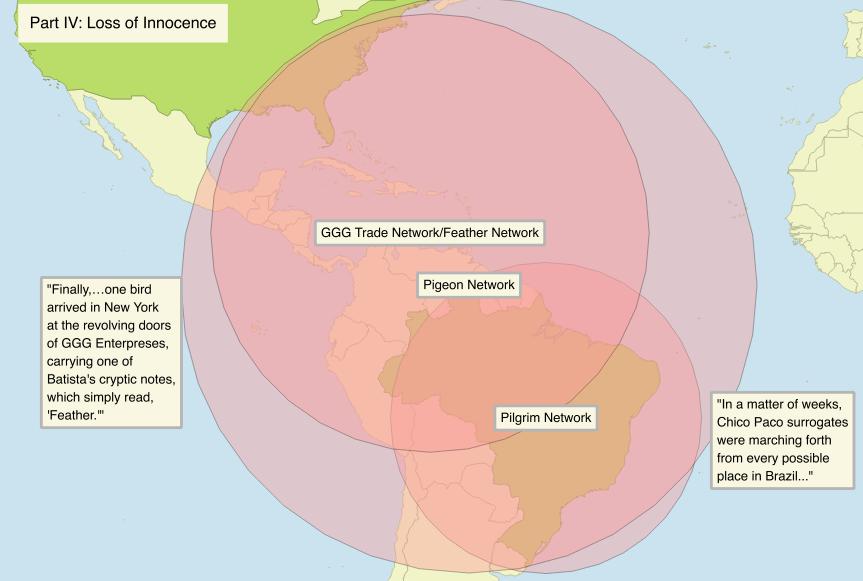 Part IV: Loss of Innocence
GGG Trade Network/Feather Network
Pigeon Network
"Finally,...one bird
arrived in New York
at the revolving doors
of GGG Enterpreses,
carrying one of
Batista's cryptic notes,
which simply read,
'Feather.'"
Pilgrim Network
"In a matter of weeks,
Chico Paco surrogates
were marching forth
from every possible
place in Brazil..."